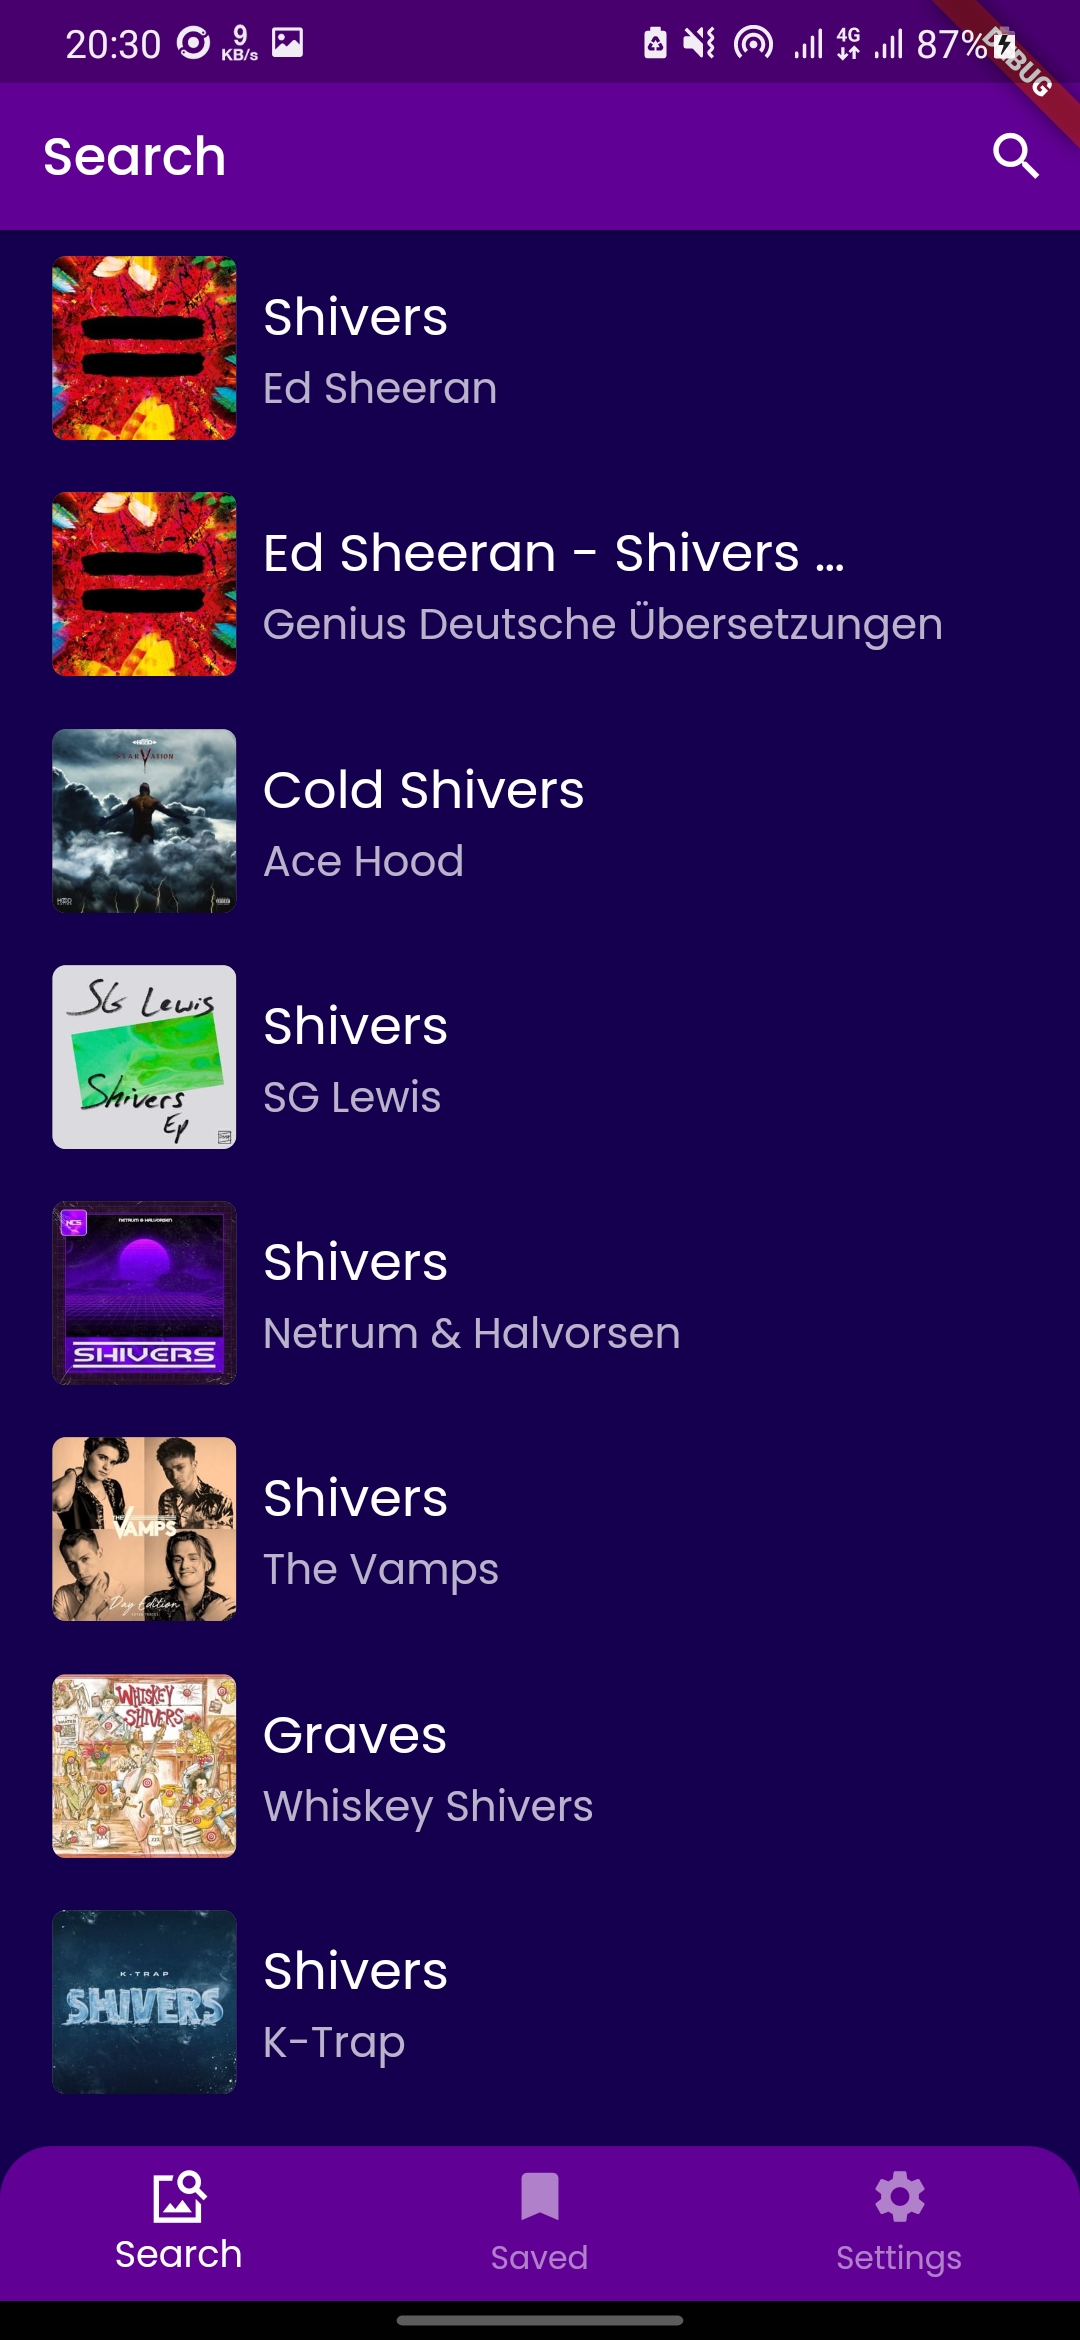 20:30
9
KB/s
4G
87%
DEBUG
Search
Shivers
Ed Sheeran
Ed Sheeran - Shivers ...
Genius Deutsche Übersetzungen
STARVATION
Cold Shivers
Ace Hood
SG Lewis
Shivers
Ep
Shivers
SG Lewis
NCS
NETRUM & HALVORSEN
SHIVERS
Shivers
Netrum & Halvorsen
THE
VAMPS
Day Edition
Shivers
The Vamps
WHISKEY
SHIVERS
Graves
Whiskey Shivers
K-TRAP
SHIVERS
Shivers
K-Trap
Search
Saved
Settings